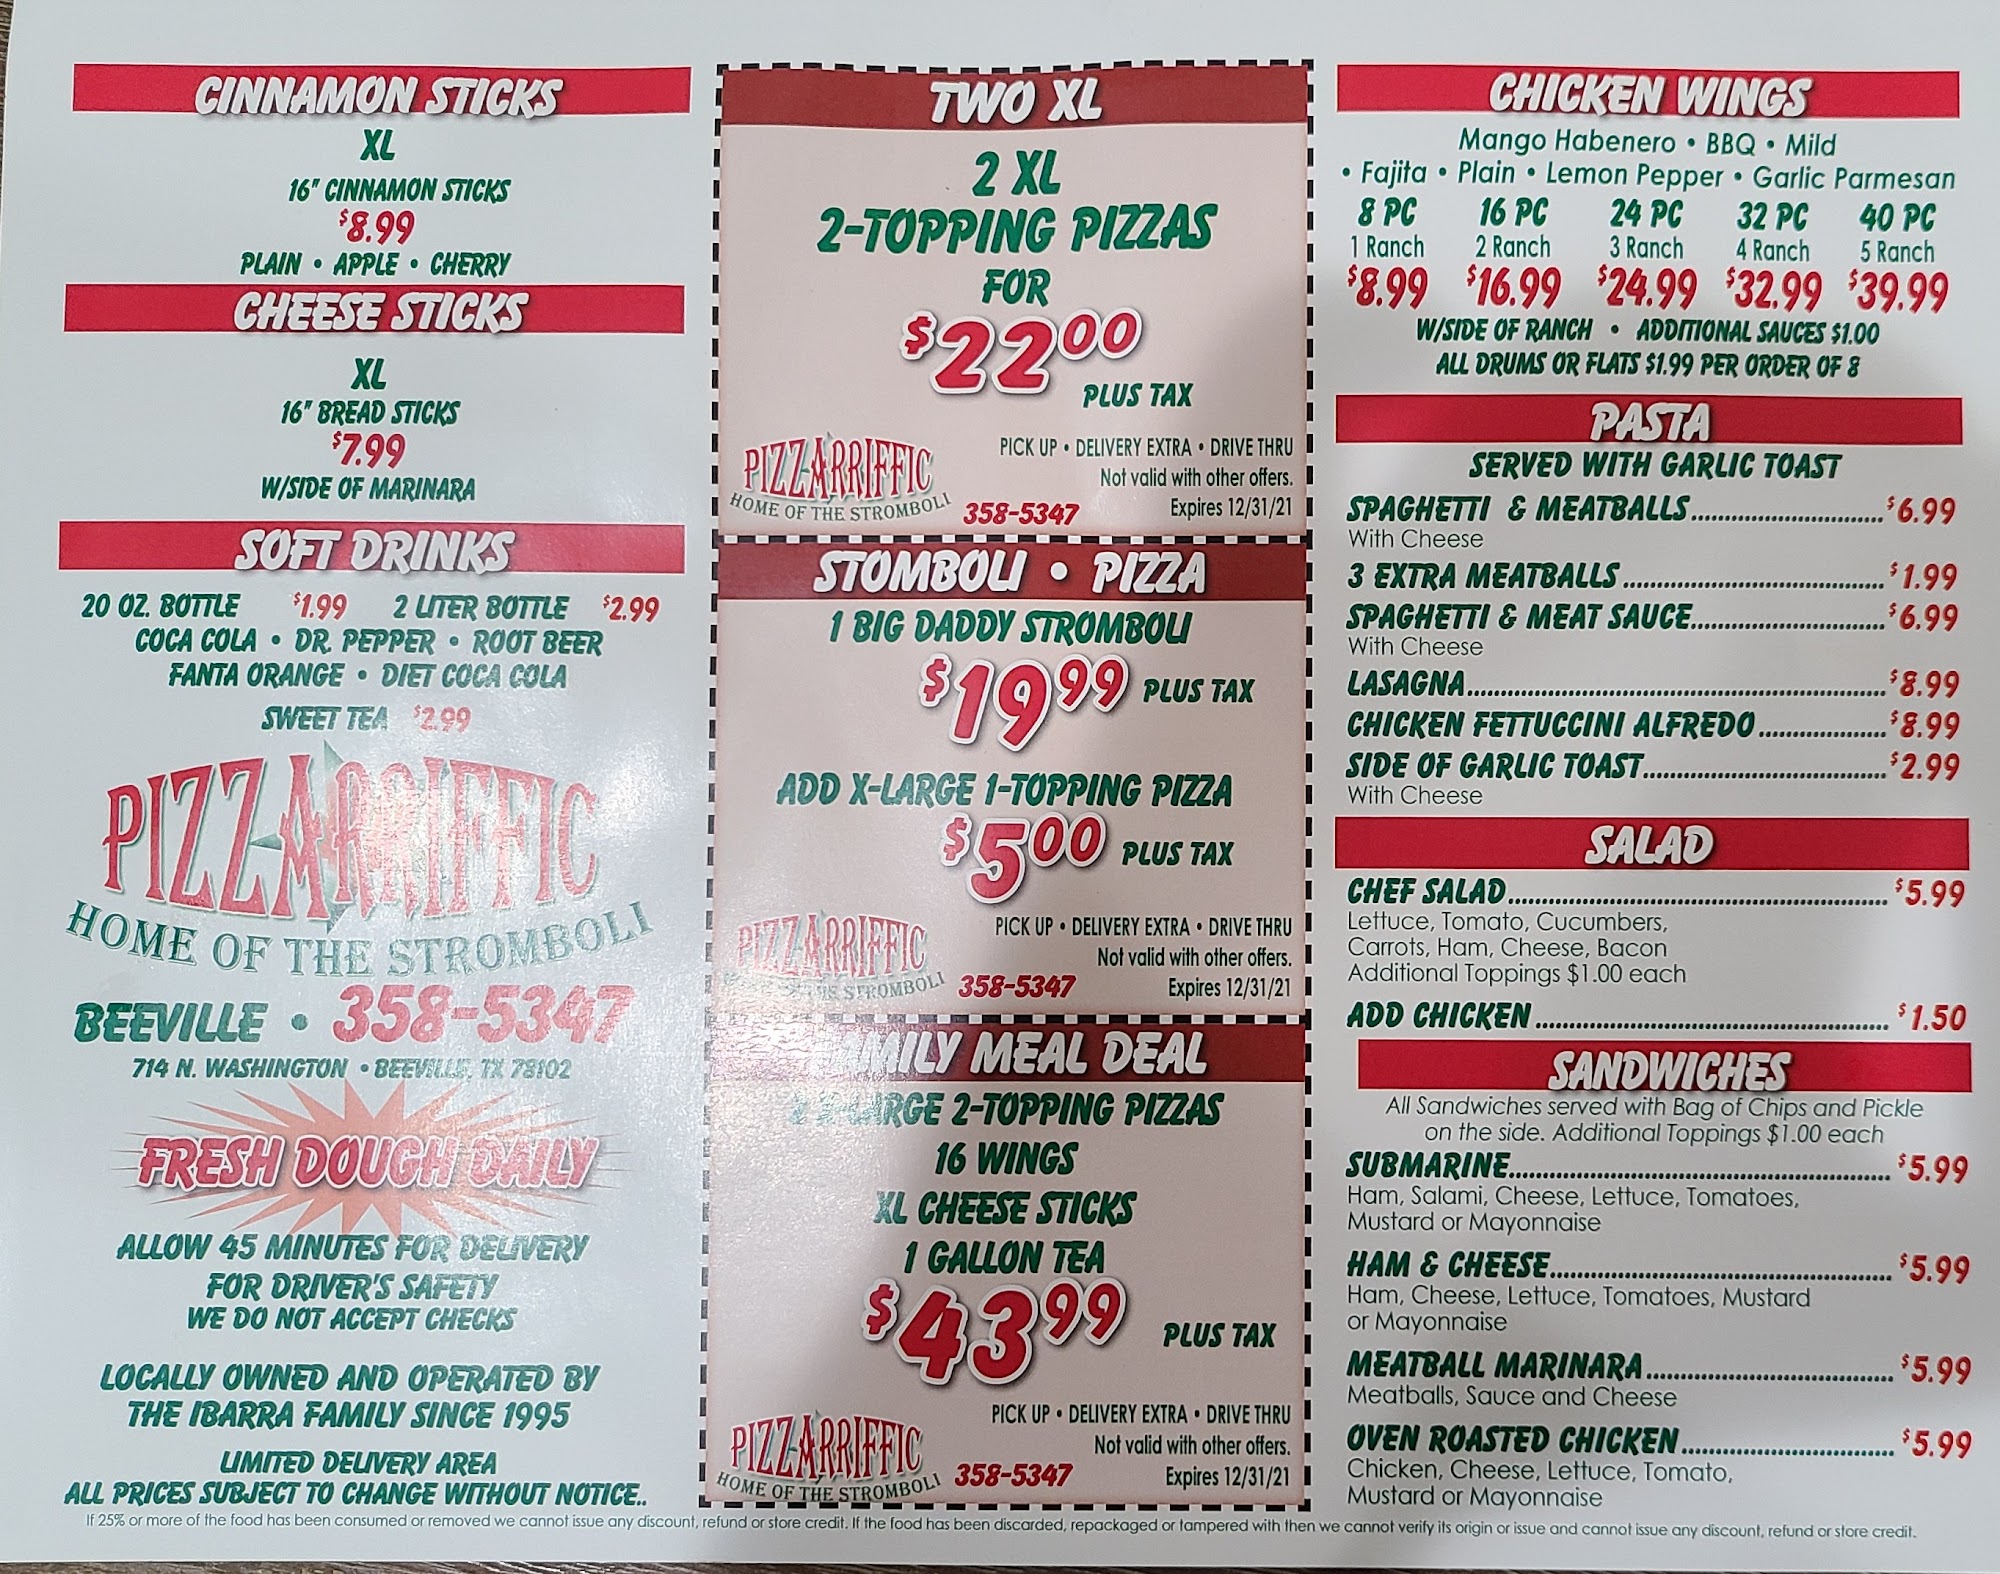 CINNAMON STICKS
XL
16" CINNAMON STICKS
$8.99
PLAIN • APPLE • CHERRY
CHEESE STICKS
XL
16" BREAD STICKS
$7.99
W/SIDE OF MARINARA
SOFT DRINKS
20 OZ. BOTTLE $1.99 2 LITER BOTTLE $2.99
COCA COLA • DR. PEPPER • ROOT BEER
FANTA ORANGE • DIET COCA COLA
SWEET TEA $2.99
PIZZARRIFFIC
HOME OF THE STROMBOLI
BEEVILLE • 358-5347
714 N. WASHINGTON • BEEVILLE, TX 78102
FRESH DOUGH DAILY
ALLOW 45 MINUTES FOR DELIVERY
FOR DRIVER'S SAFETY
WE DO NOT ACCEPT CHECKS
LOCALLY OWNED AND OPERATED BY
THE IBARRA FAMILY SINCE 1995
LIMITED DELIVERY AREA
ALL PRICES SUBJECT TO CHANGE WITHOUT NOTICE..
TWO XL
2 XL
2-TOPPING PIZZAS
FOR
$22.00
PLUS TAX
PIZZARRIFFIC
HOME OF THE STROMBOLI
PICK UP • DELIVERY EXTRA • DRIVE THRU
Not valid with other offers.
358-5347 Expires 12/31/21
STOMBOLI • PIZZA
1 BIG DADDY STROMBOLI
$19.99 PLUS TAX
ADD X-LARGE 1-TOPPING PIZZA
$5.00 PLUS TAX
PIZZARRIFFIC
STROMBOLI
PICK UP • DELIVERY EXTRA • DRIVE THRU
Not valid with other offers.
358-5347 Expires 12/31/21
FAMILY MEAL DEAL
X-LARGE 2-TOPPING PIZZAS
16 WINGS
XL CHEESE STICKS
1 GALLON TEA
$43.99 PLUS TAX
PIZZARRIFFIC
HOME OF THE STROMBOLI
PICK UP • DELIVERY EXTRA • DRIVE THRU
Not valid with other offers.
358-5347 Expires 12/31/21
CHICKEN WINGS
Mango Habenero • BBQ • Mild
• Fajita • Plain • Lemon Pepper • Garlic Parmesan
8 PC 16 PC 24 PC 32 PC 40 PC
1 Ranch 2 Ranch 3 Ranch 4 Ranch 5 Ranch
$8.99 $16.99 $24.99 $32.99 $39.99
W/SIDE OF RANCH • ADDITIONAL SAUCES $1.00
ALL DRUMS OR FLATS $1.99 PER ORDER OF 8
PASTA
SERVED WITH GARLIC TOAST
SPAGHETTI & MEATBALLS $6.99
With Cheese
3 EXTRA MEATBALLS $1.99
SPAGHETTI & MEAT SAUCE $6.99
With Cheese
LASAGNA $8.99
CHICKEN FETTUCCINI ALFREDO $8.99
SIDE OF GARLIC TOAST $2.99
With Cheese
SALAD
CHEF SALAD $5.99
Lettuce, Tomato, Cucumbers,
Carrots, Ham, Cheese, Bacon
Additional Toppings $1.00 each
ADD CHICKEN $1.50
SANDWICHES
All Sandwiches served with Bag of Chips and Pickle
on the side. Additional Toppings $1.00 each
SUBMARINE $5.99
Ham, Salami, Cheese, Lettuce, Tomatoes,
Mustard or Mayonnaise
HAM & CHEESE $5.99
Ham, Cheese, Lettuce, Tomatoes, Mustard
or Mayonnaise
MEATBALL MARINARA $5.99
Meatballs, Sauce and Cheese
OVEN ROASTED CHICKEN $5.99
Chicken, Cheese, Lettuce, Tomato,
Mustard or Mayonnaise
If 25% or more of the food has been consumed or removed we cannot issue any discount, refund or store credit. If the food has been discarded, repackaged or tampered with then we cannot verify its origin or issue and cannot issue any discount, refund or store credit.